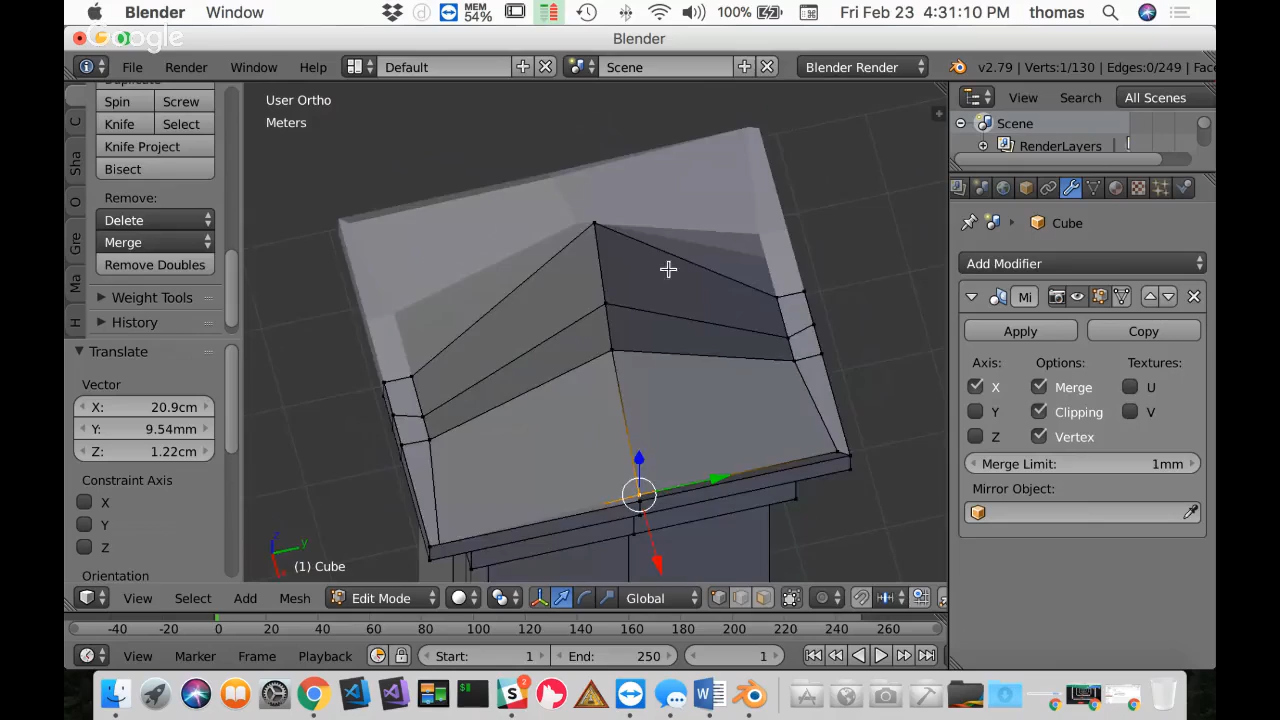 Blender Window MEM 54% 100% Fri Feb 23 4:31:10 PM thomas
Google
Blender
File Render Window Help Default Scene Blender Render v2.79 | Verts:1/130 | Edges:0/249 | Face
Duplicate
Spin Screw
Knife Select
Knife Project
Bisect
Remove:
Delete
Merge
Remove Doubles
Weight Tools
History
Translate
Vector
X: 20.9cm
Y: 9.54mm
Z: 1.22cm
Constraint Axis
X
Y
Z
Orientation
C
Sha
O
Gre
Ma
H
User Ortho
Meters
z
y
x
(1) Cube
View Search All Scenes
Scene
RenderLayers
Cube
Add Modifier
Mi
Apply Copy
Axis: Options: Textures:
X Merge U
Y Clipping V
Z Vertex
Merge Limit: 1mm
Mirror Object:
View Select Add Mesh Edit Mode Global
-40 -20 0 20 40 60 80 100 120 140 160 180 200 220 240 260
View Marker Frame Playback Start: 1 End: 250 1
S 2 W